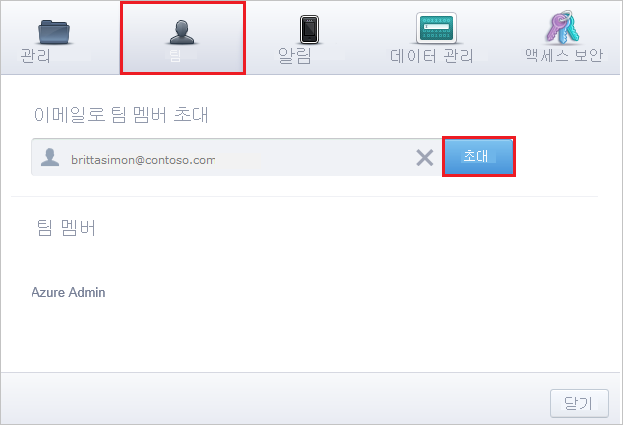 관리
팀
알림
데이터 관리
액세스 보안
이메일로 팀 멤버 초대
brittasimon@contoso.com
초대
팀 멤버
Azure Admin
닫기